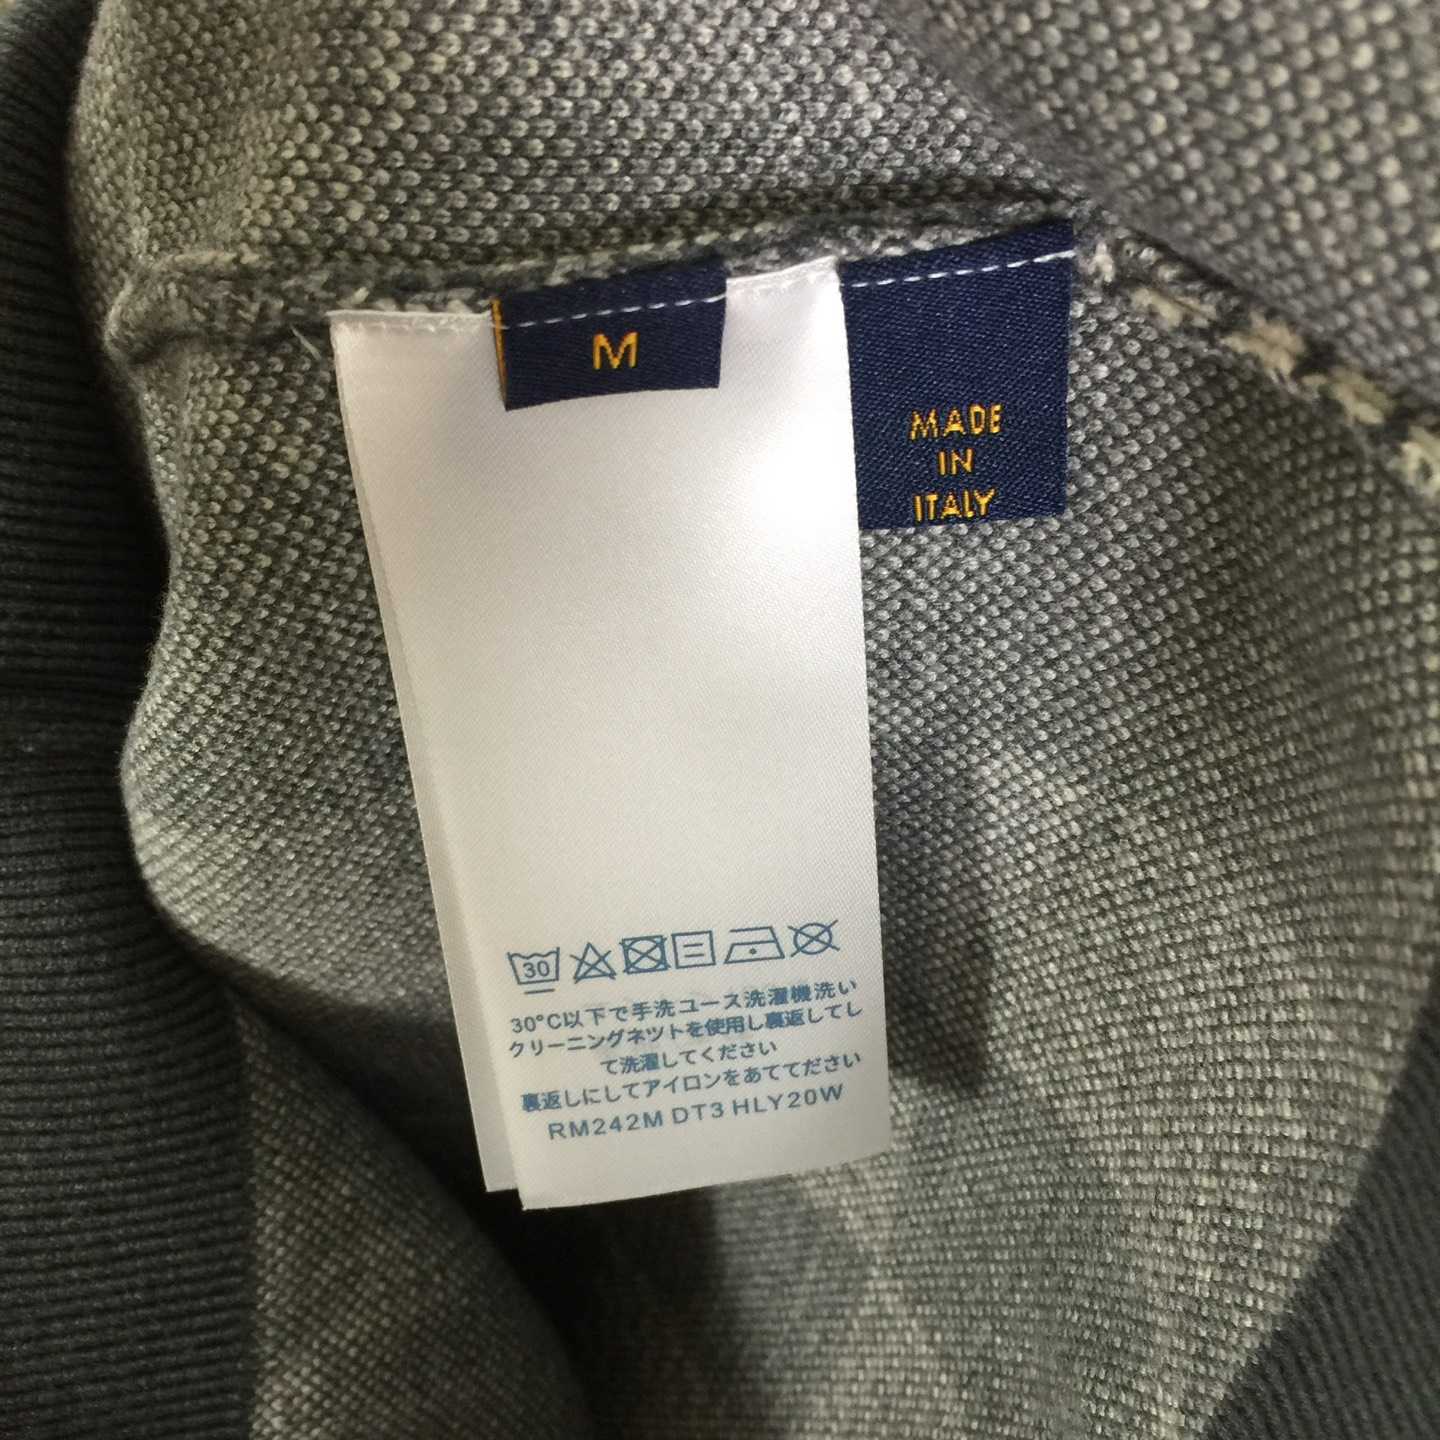 M
MADE
IN
ITALY
30
30°C以下で手洗ユース洗濯機洗い
クリーニングネツトを使用し裏返してし
て洗濯してください
裏返しにしてアイロンをあててださい
RM242M DT3 HLY20W